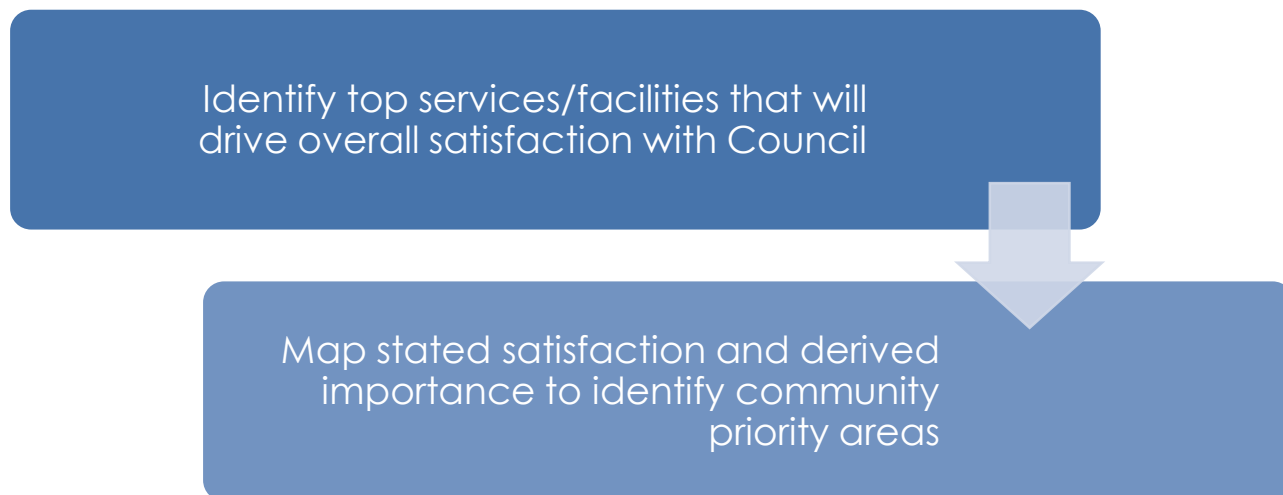 Identify top services/facilities that will
drive overall satisfaction with Council
Map stated satisfaction and derived
importance to identify community
priority areas